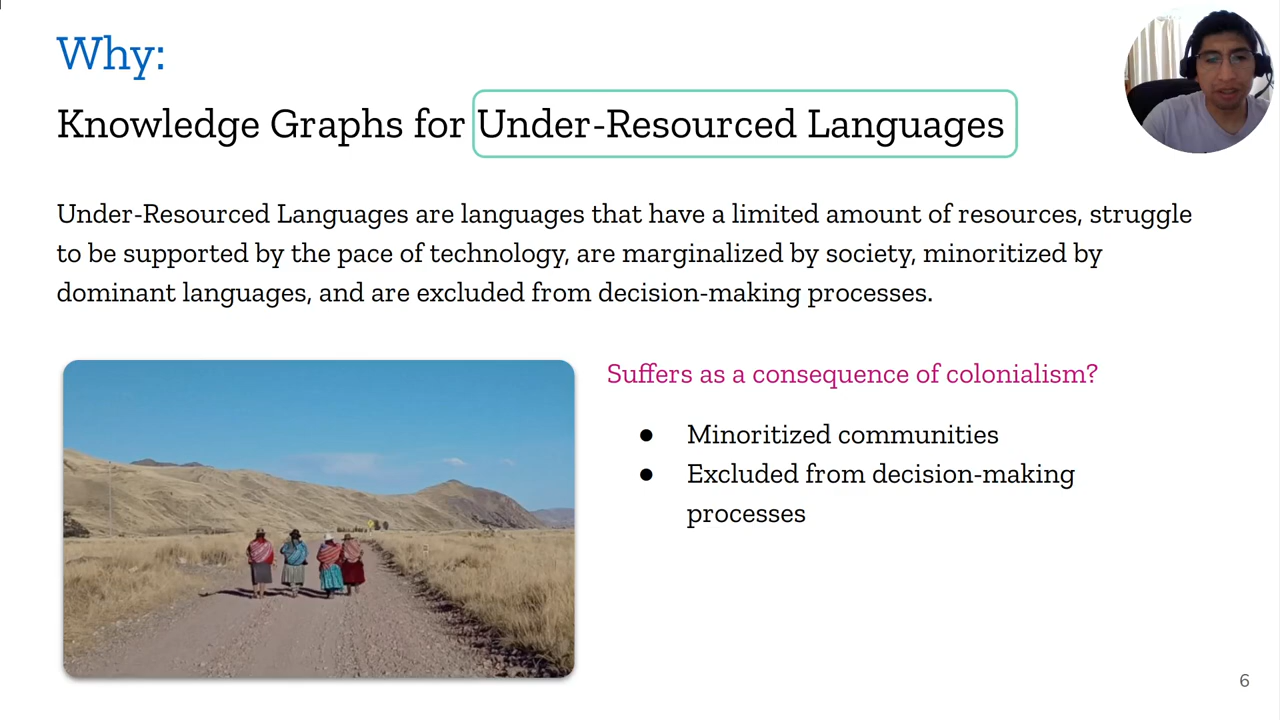 Why:
Knowledge Graphs for Under-Resourced Languages
Under-Resourced Languages are languages that have a limited amount of resources, struggle
to be supported by the pace of technology, are marginalized by society, minoritized by
dominant languages, and are excluded from decision-making processes.
Suffers as a consequence of colonialism?
● Minoritized communities
● Excluded from decision-making
processes
6